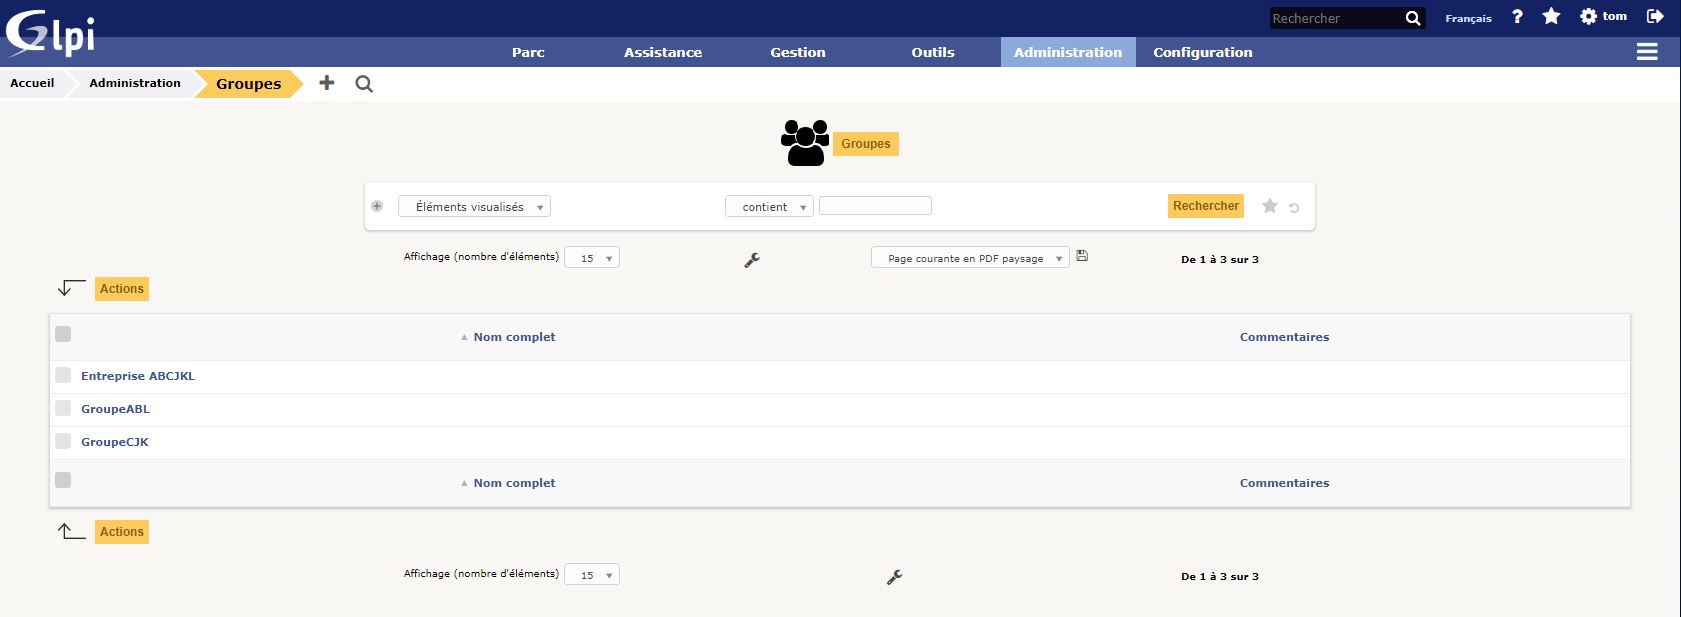 Glpi
Rechercher
Français
?
tom
Parc
Assistance
Gestion
Outils
Administration
Configuration
Accueil
Administration
Groupes
Groupes
Éléments visualisés
contient
Rechercher
Affichage (nombre d'éléments)
15
Page courante en PDF paysage
De 1 à 3 sur 3
Actions
Nom complet
Commentaires
Entreprise ABCJKL
GroupeABL
GroupeCJK
Nom complet
Commentaires
Actions
Affichage (nombre d'éléments)
15
De 1 à 3 sur 3